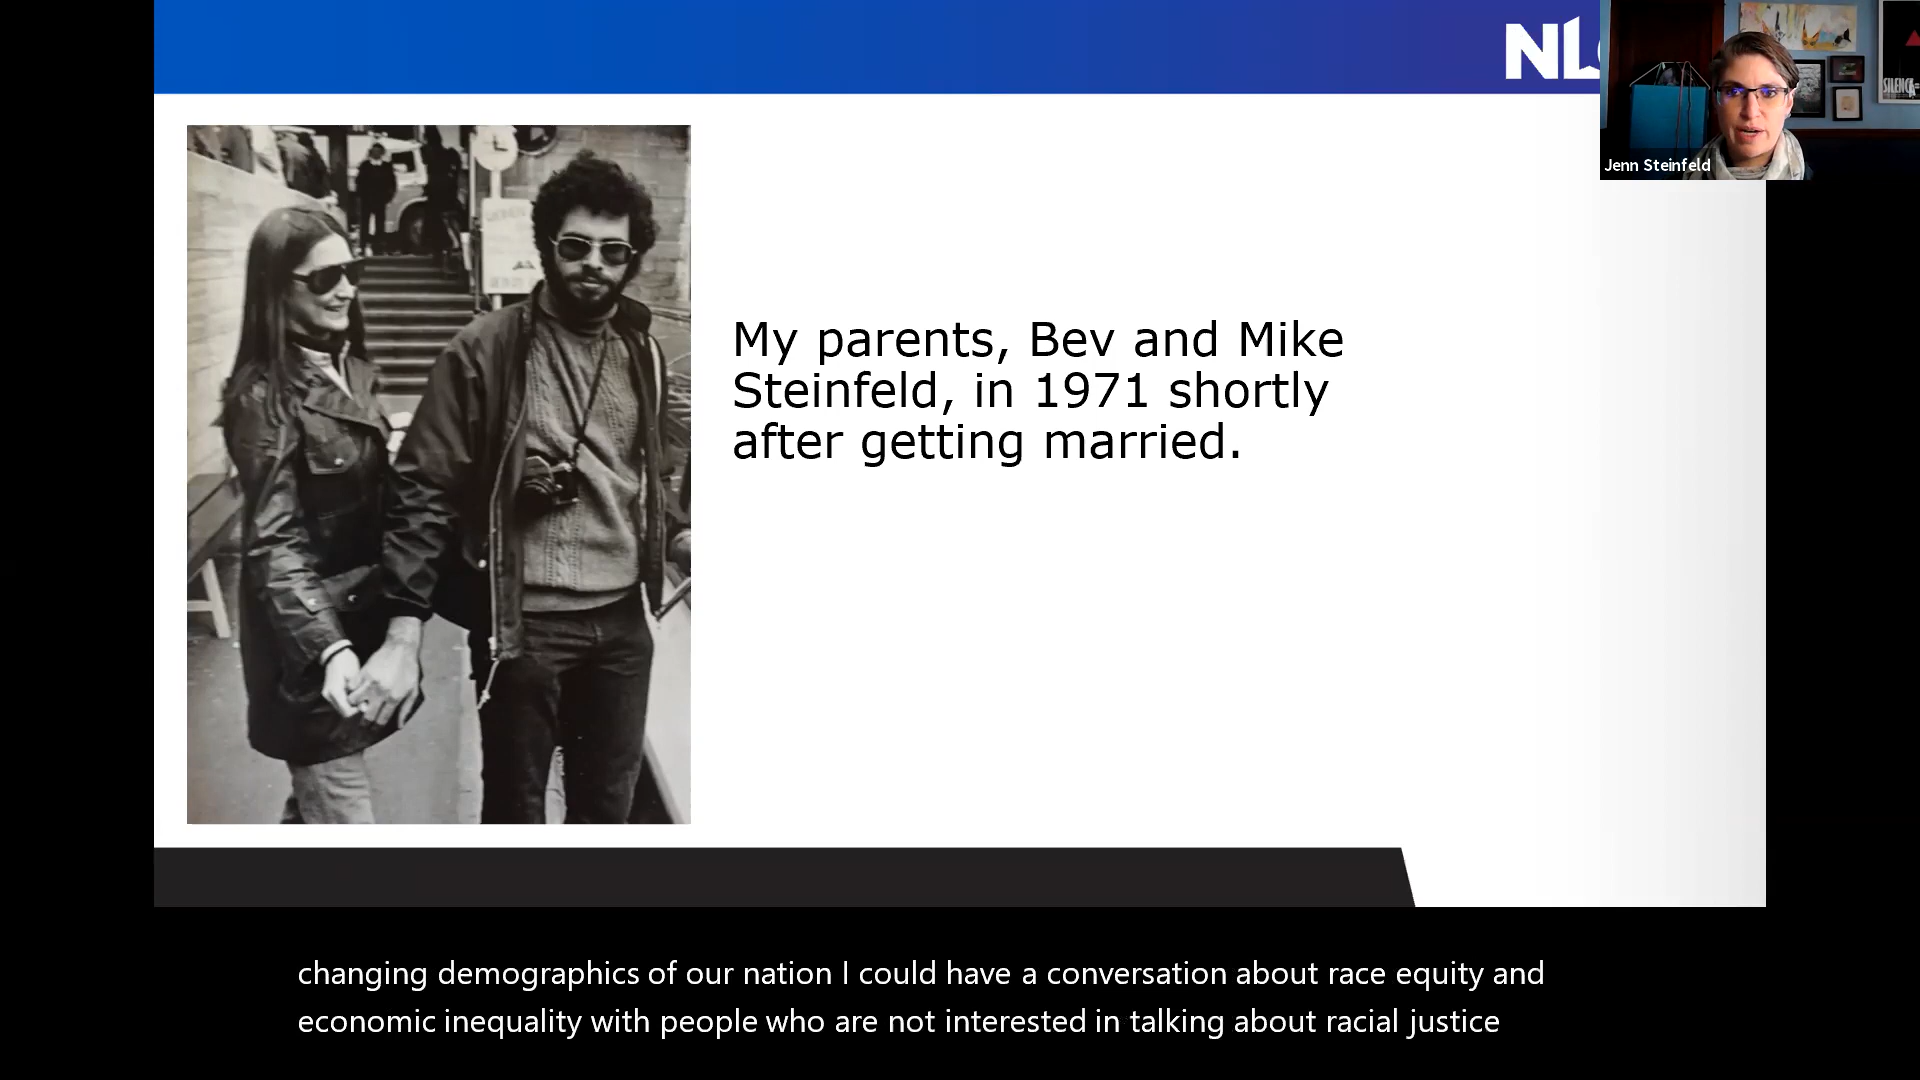 NL
Jenn Steinfeld
My parents, Bev and Mike
Steinfeld, in 1971 shortly
after getting married.
changing demographics of our nation I could have a conversation about race equity and
economic inequality with people who are not interested in talking about racial justice